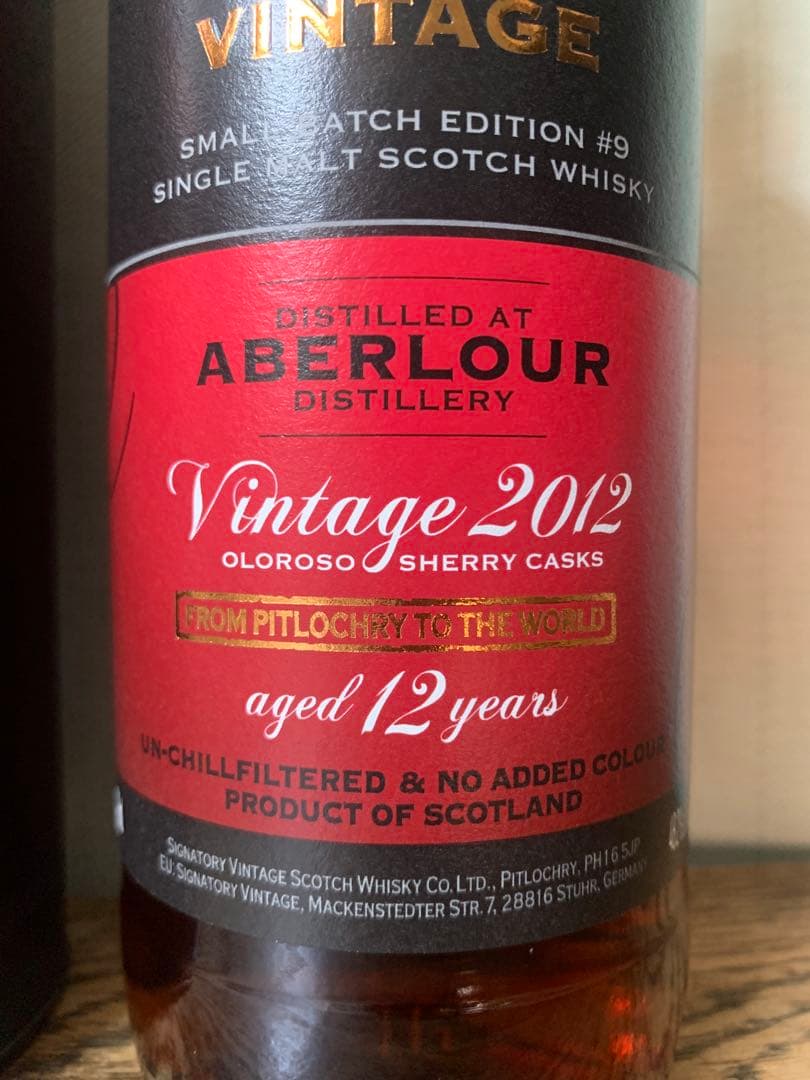 VINTAGE
SMALL BATCH EDITION #9
SINGLE MALT SCOTCH WHISKY
DISTILLED AT
ABERLOUR
DISTILLERY
Vintage 2012
OLOROSO SHERRY CASKS
FROM PITLOCHRY TO THE WORLD
aged 12 years
UN-CHILLFILTERED & NO ADDED COLOUR
PRODUCT OF SCOTLAND
SIGNATORY VINTAGE SCOTCH WHISKY CO. LTD., PITLOCHRY, PH16 5JP
EU: SIGNATORY VINTAGE, MACKENSTEDTER STR. 7, 28816 STUHR, GERMANY